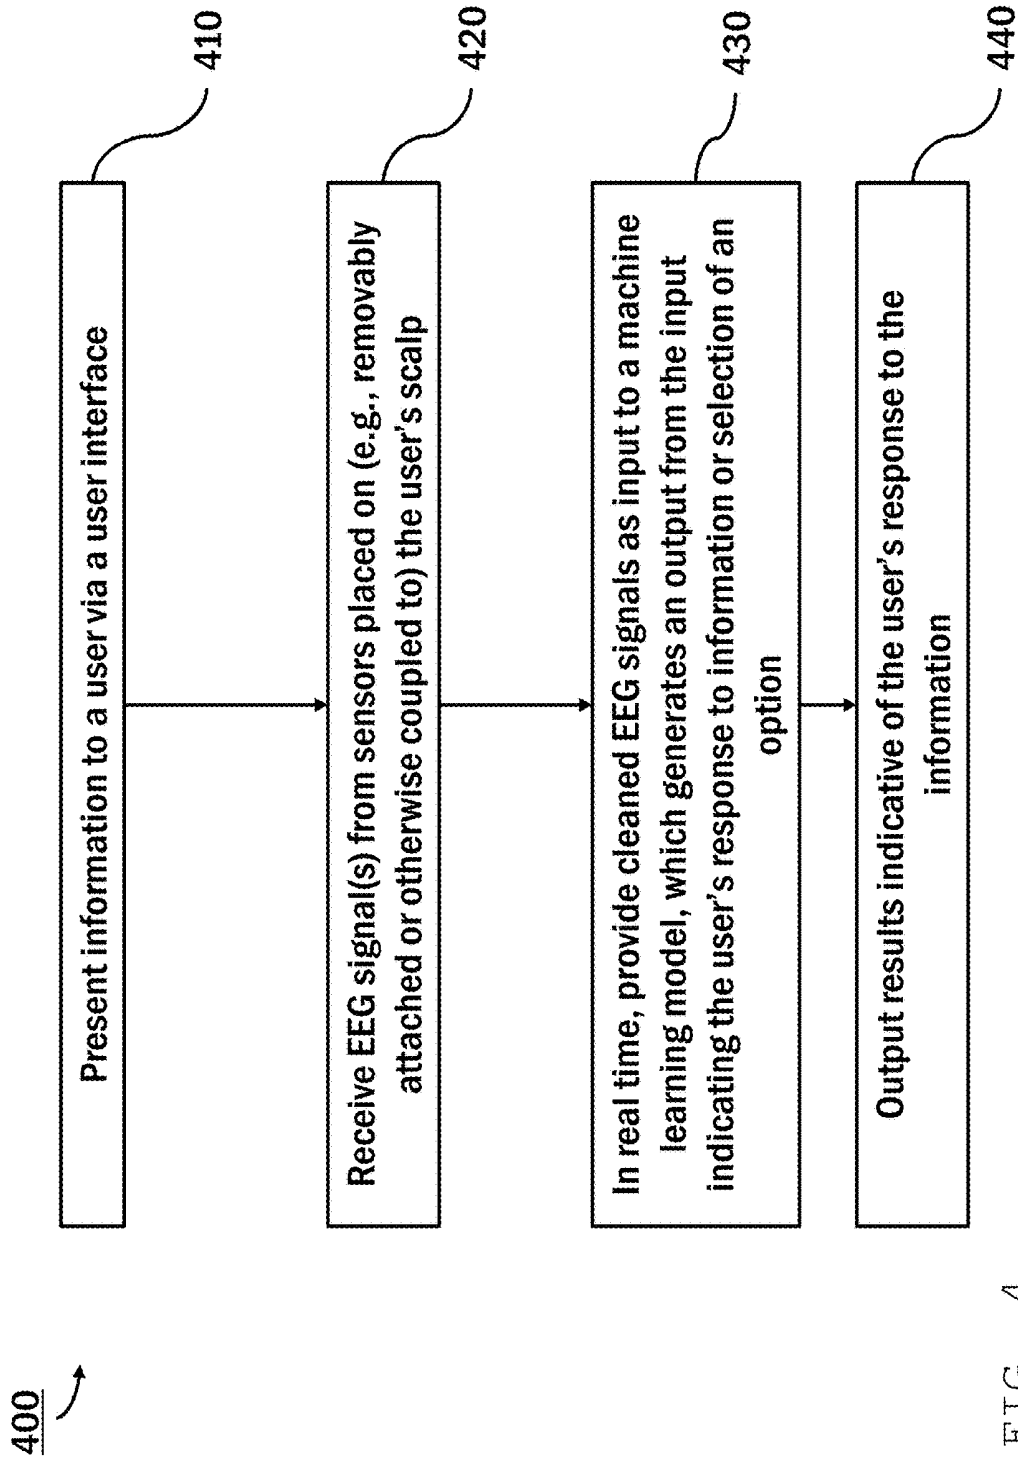 400
Present information to a user via a user interface
410
Receive EEG signal(s) from sensors placed on (e.g., removably
attached or otherwise coupled to) the user's scalp
420
In real time, provide cleaned EEG signals as input to a machine
learning model, which generates an output from the input
indicating the user's response to information or selection of an
option
430
Output results indicative of the user's response to the
information
440
FIG. 4